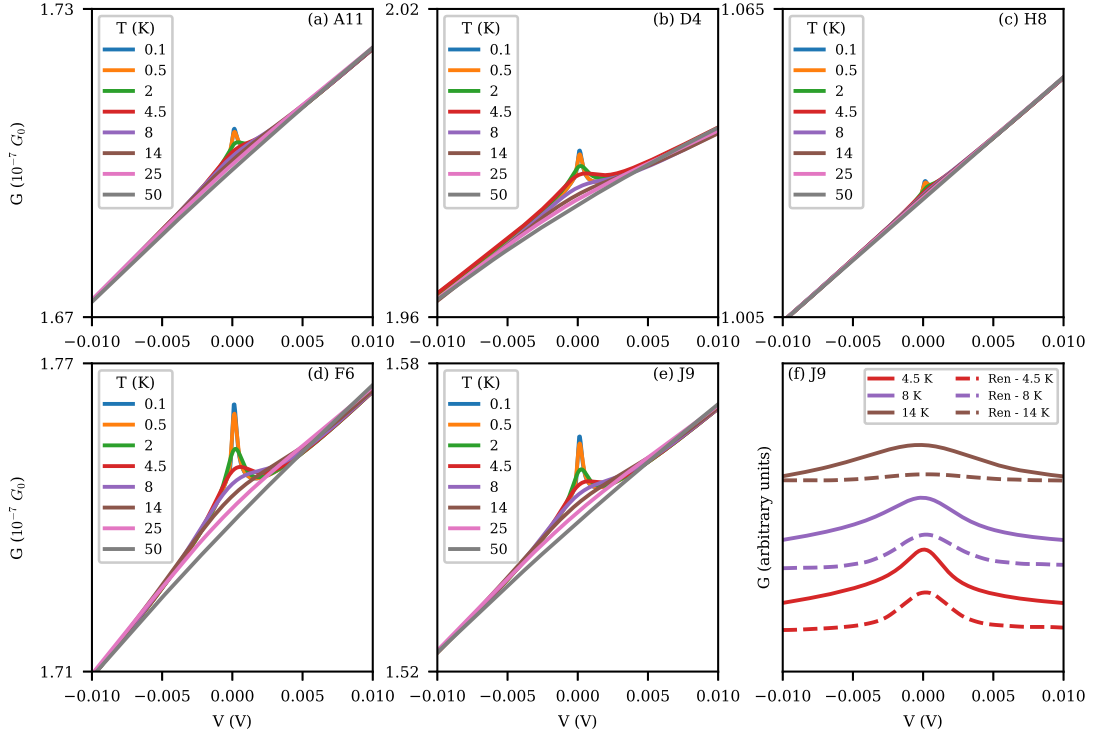 1.73
(a) A11
T (K)
0.1
0.5
2
4.5
8
14
25
50
G (10⁻⁷ G₀)
1.67
−0.010 −0.005 0.000 0.005 0.010
2.02
(b) D4
T (K)
0.1
0.5
2
4.5
8
14
25
50
1.96
−0.010 −0.005 0.000 0.005 0.010
1.065
(c) H8
T (K)
0.1
0.5
2
4.5
8
14
25
50
1.005
−0.010 −0.005 0.000 0.005 0.010
1.77
(d) F6
T (K)
0.1
0.5
2
4.5
8
14
25
50
G (10⁻⁷ G₀)
1.71
−0.010 −0.005 0.000 0.005 0.010
V (V)
1.58
(e) J9
T (K)
0.1
0.5
2
4.5
8
14
25
50
1.52
−0.010 −0.005 0.000 0.005 0.010
V (V)
(f) J9
4.5 K Ren - 4.5 K
8 K Ren - 8 K
14 K Ren - 14 K
G (arbitrary units)
−0.010 −0.005 0.000 0.005 0.010
V (V)